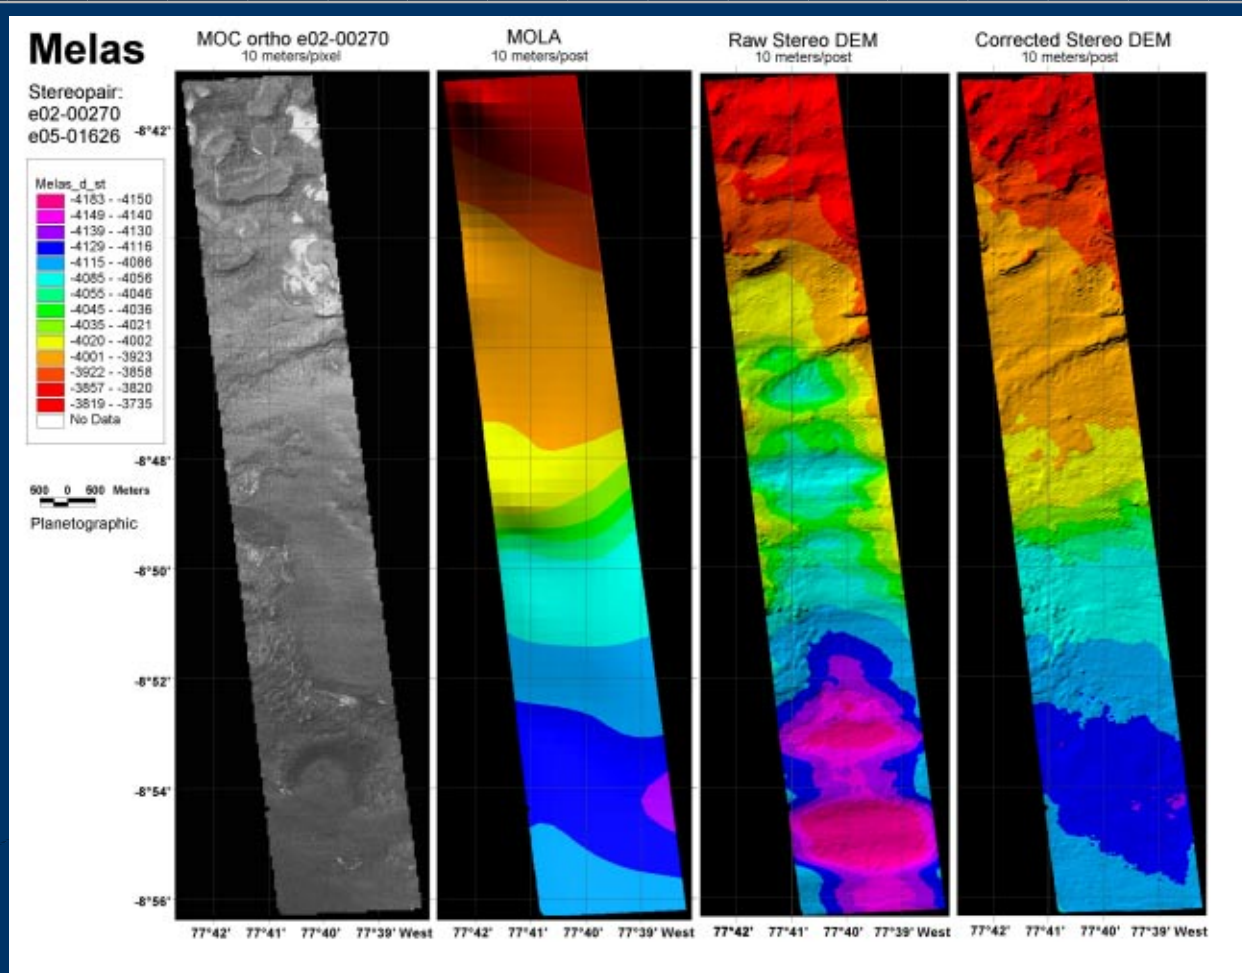 Melas
MOC ortho e02-00270
10 meters/pixel
MOLA
10 meters/post
Raw Stereo DEM
10 meters/post
Corrected Stereo DEM
10 meters/post
Stereopair:
e02-00270
e05-01626
Melas_d_st
-4183 - -4150
-4149 - -4140
-4139 - -4130
-4129 - -4116
-4115 - -4086
-4085 - -4056
-4055 - -4046
-4045 - -4036
-4035 - -4021
-4020 - -4002
-4001 - -3923
-3922 - -3858
-3857 - -3820
-3819 - -3735
No Data
500 0 500 Meters
Planetographic
-8°42'
-8°48'
-8°50'
-8°52'
-8°54'
-8°56'
77°42' 77°41' 77°40' 77°39' West
77°42' 77°41' 77°40' 77°39' West
77°42' 77°41' 77°40' 77°39' West
77°42' 77°41' 77°40' 77°39' West